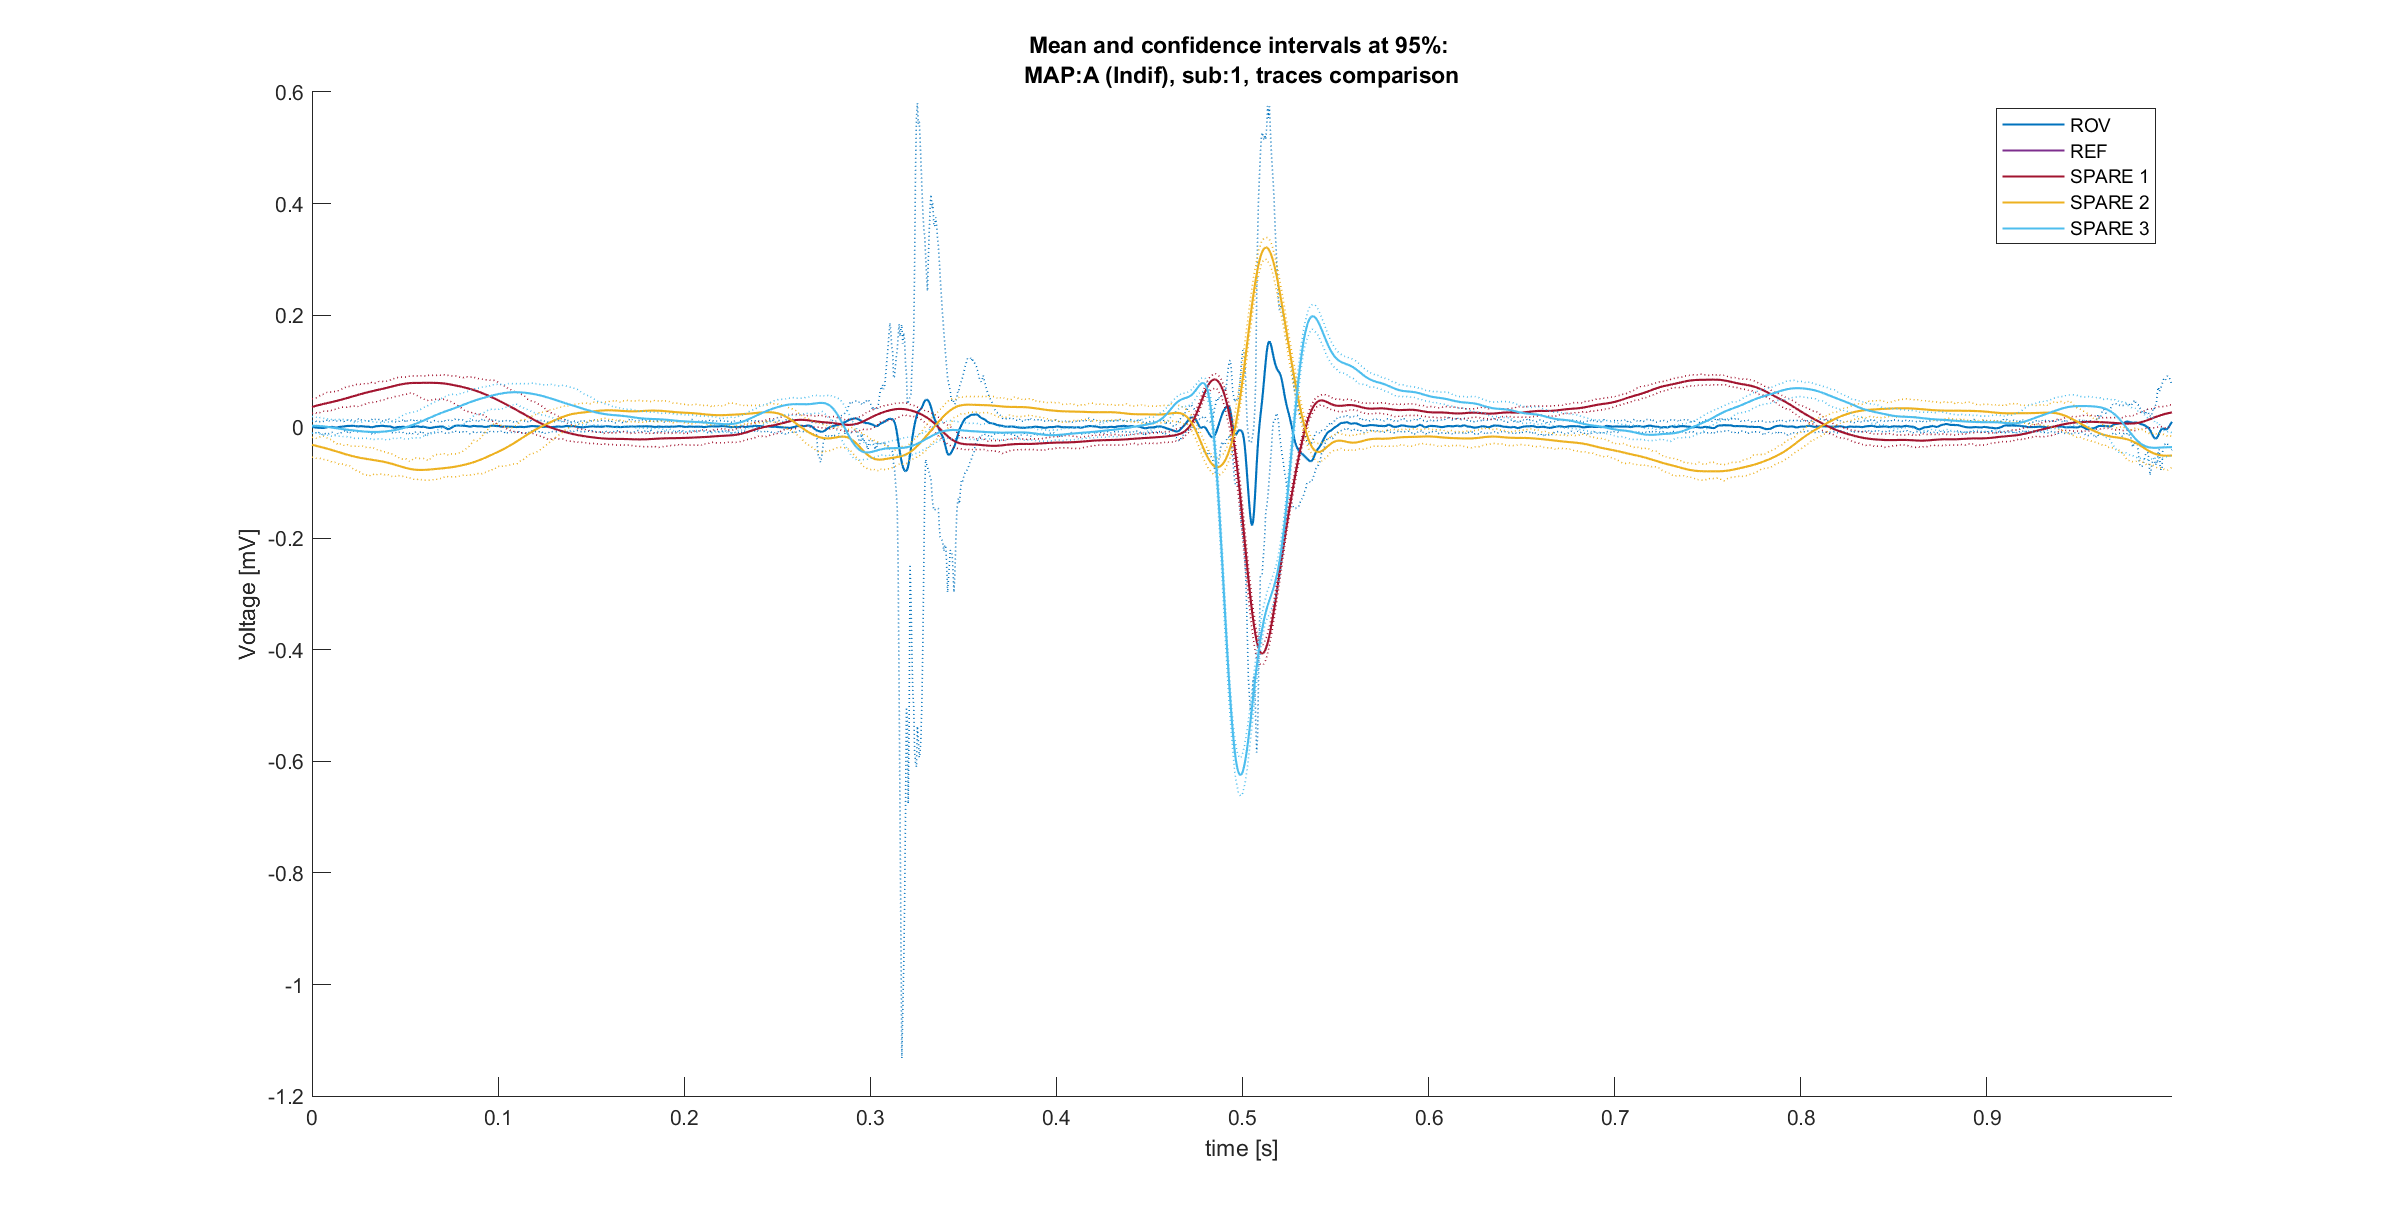 Mean and confidence intervals at 95%:
MAP:A (Indif), sub:1, traces comparison
0.6
0.4
0.2
0
-0.2
-0.4
-0.6
-0.8
-1
-1.2
Voltage [mV]
ROV
REF
SPARE 1
SPARE 2
SPARE 3
0
0.1
0.2
0.3
0.4
0.5
0.6
0.7
0.8
0.9
time [s]